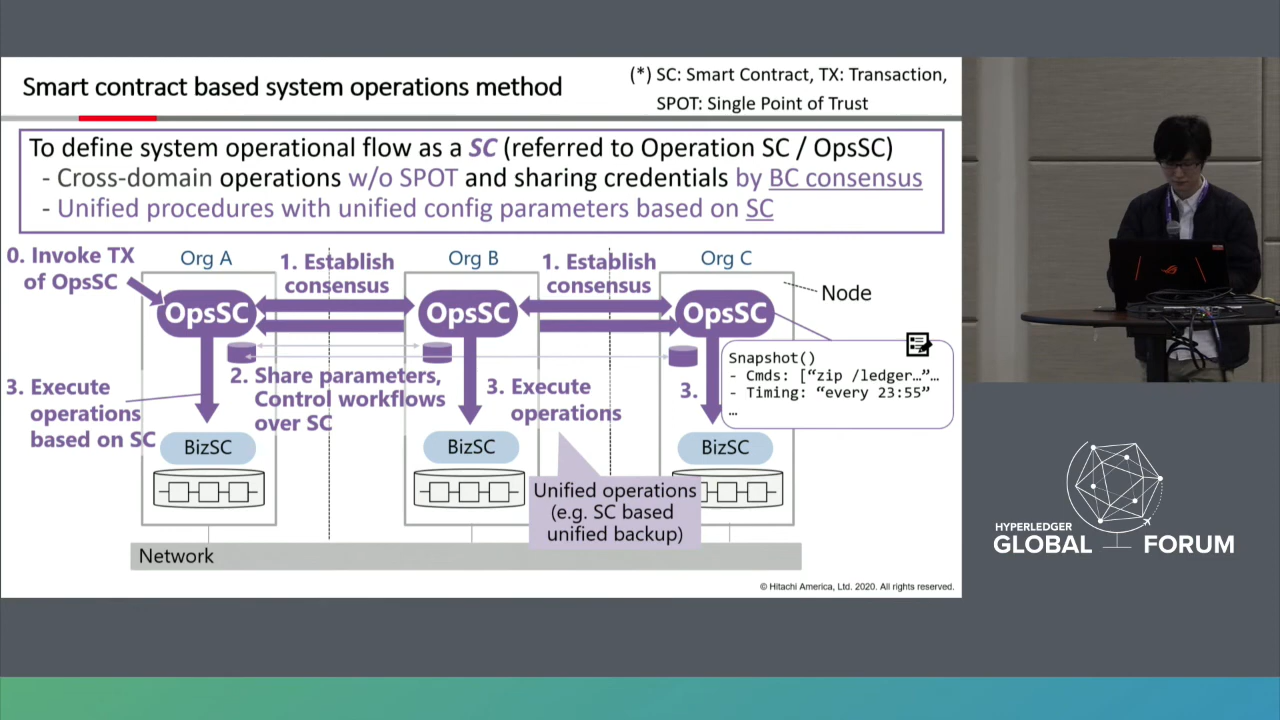 Smart contract based system operations method
(*) SC: Smart Contract, TX: Transaction,
SPOT: Single Point of Trust
To define system operational flow as a SC (referred to Operation SC / OpsSC)
- Cross-domain operations w/o SPOT and sharing credentials by BC consensus
- Unified procedures with unified config parameters based on SC
0. Invoke TX
of OpsSC
Org A
1. Establish
consensus
Org B
1. Establish
consensus
Org C
Node
OpsSC
OpsSC
OpsSC
Snapshot()
- Cmds: [“zip /ledger…”…
- Timing: “every 23:55”
…
3. Execute
operations
based on SC
2. Share parameters,
Control workflows
over SC
3. Execute
operations
3.
BizSC
BizSC
BizSC
Unified operations
(e.g. SC based
unified backup)
Network
© Hitachi America, Ltd. 2020. All rights reserved.
HYPERLEDGER
GLOBAL FORUM